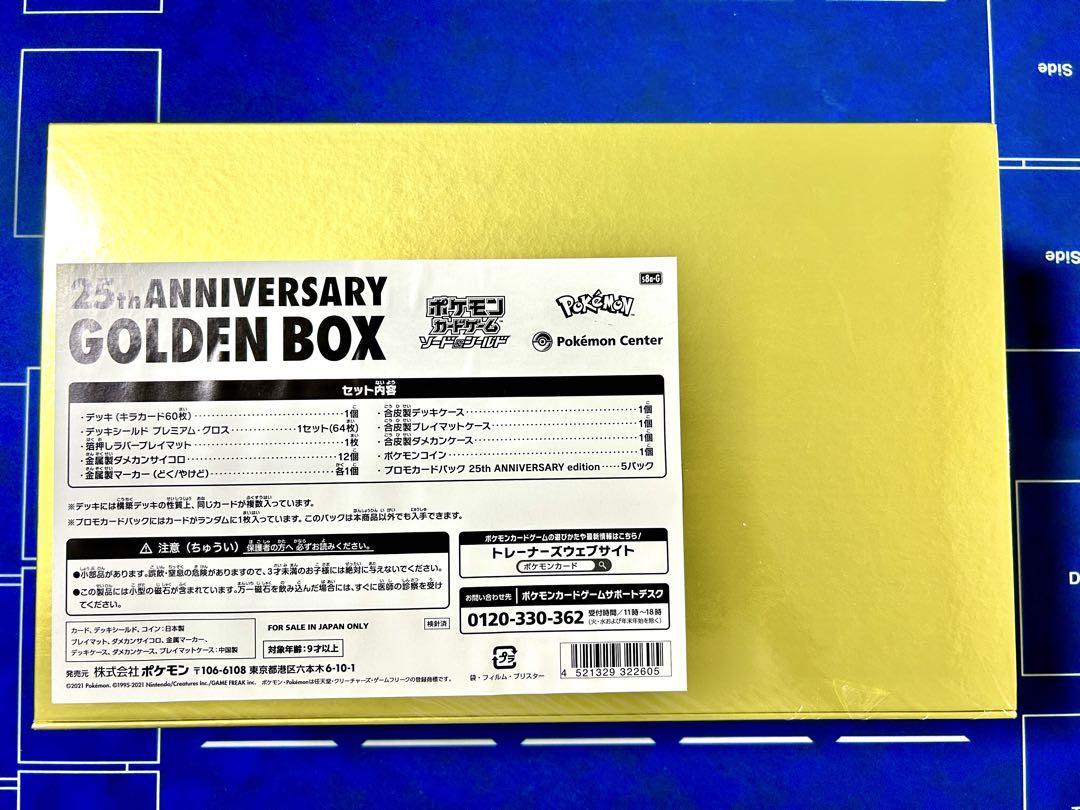 Side
Side
25th ANNIVERSARY
GOLDEN BOX
s8a-G
ポケモン
カードゲーム
ソード&シールド
POKÉMON
Pokémon Center
セット内容
・デッキ(キラカード60枚)…………1個
・デッキシールド プレミアム・グロス……1セット(64枚)
・箔押しラバープレイマット…………1枚
・金属製ダメカンサイコロ…………12個
・金属製マーカー(どく/やけど)…………各1個
・合皮製デッキケース…………1個
・合皮製プレイマットケース…………1個
・合皮製ダメカンケース…………1個
・ポケモンコイン…………1個
・プロモカードパック 25th ANNIVERSARY edition……5パック
※デッキには構築デッキの性質上、同じカードが複数入っています。
※プロモカードパックにはカードがランダムに1枚入っています。このパックは本商品以外でも入手できます。
⚠ 注意(ちゅうい) 保護者の方へ 必ずお読みください。
●小部品があります。誤飲・窒息の危険がありますので、3才未満のお子様には絶対に与えないでください。
●この製品には小型の磁石が含まれています。万一磁石を飲み込んだ場合には、すぐに医師の診察を受け
てください。
ポケモンカードゲームの遊びかたや最新情報はこちら!
トレーナーズウェブサイト
ポケモンカード
お問い合わせ先 ポケモンカードゲームサポートデスク
0120-330-362 受付時間/11時~18時
(火・水および年末年始を除く)
カード、デッキシールド、コイン:日本製
プレイマット、ダメカンサイコロ、金属マーカー、
デッキケース、ダメカンケース、プレイマットケース:中国製
FOR SALE IN JAPAN ONLY
検針済
対象年齢:9才以上
発売元 株式会社ポケモン 〒106-6108 東京都港区六本木6-10-1
©2021 Pokémon. ©1995-2021 Nintendo/Creatures Inc./GAME FREAK inc. ポケモン・Pokémonは任天堂・クリーチャーズ・ゲームフリークの登録商標です。
プラ
袋・フィルム・ブリスター
4 521329 322605